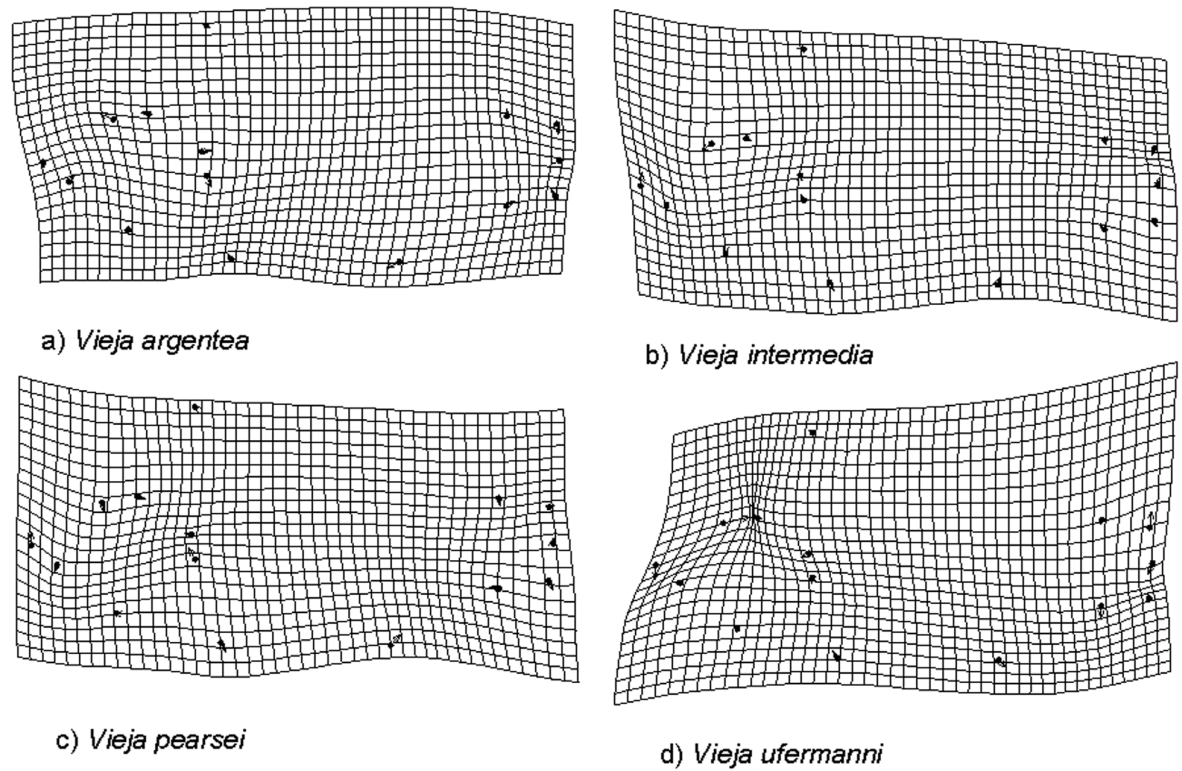 a) Vieja argentea
b) Vieja intermedia
c) Vieja pearsei
d) Vieja ufermanni